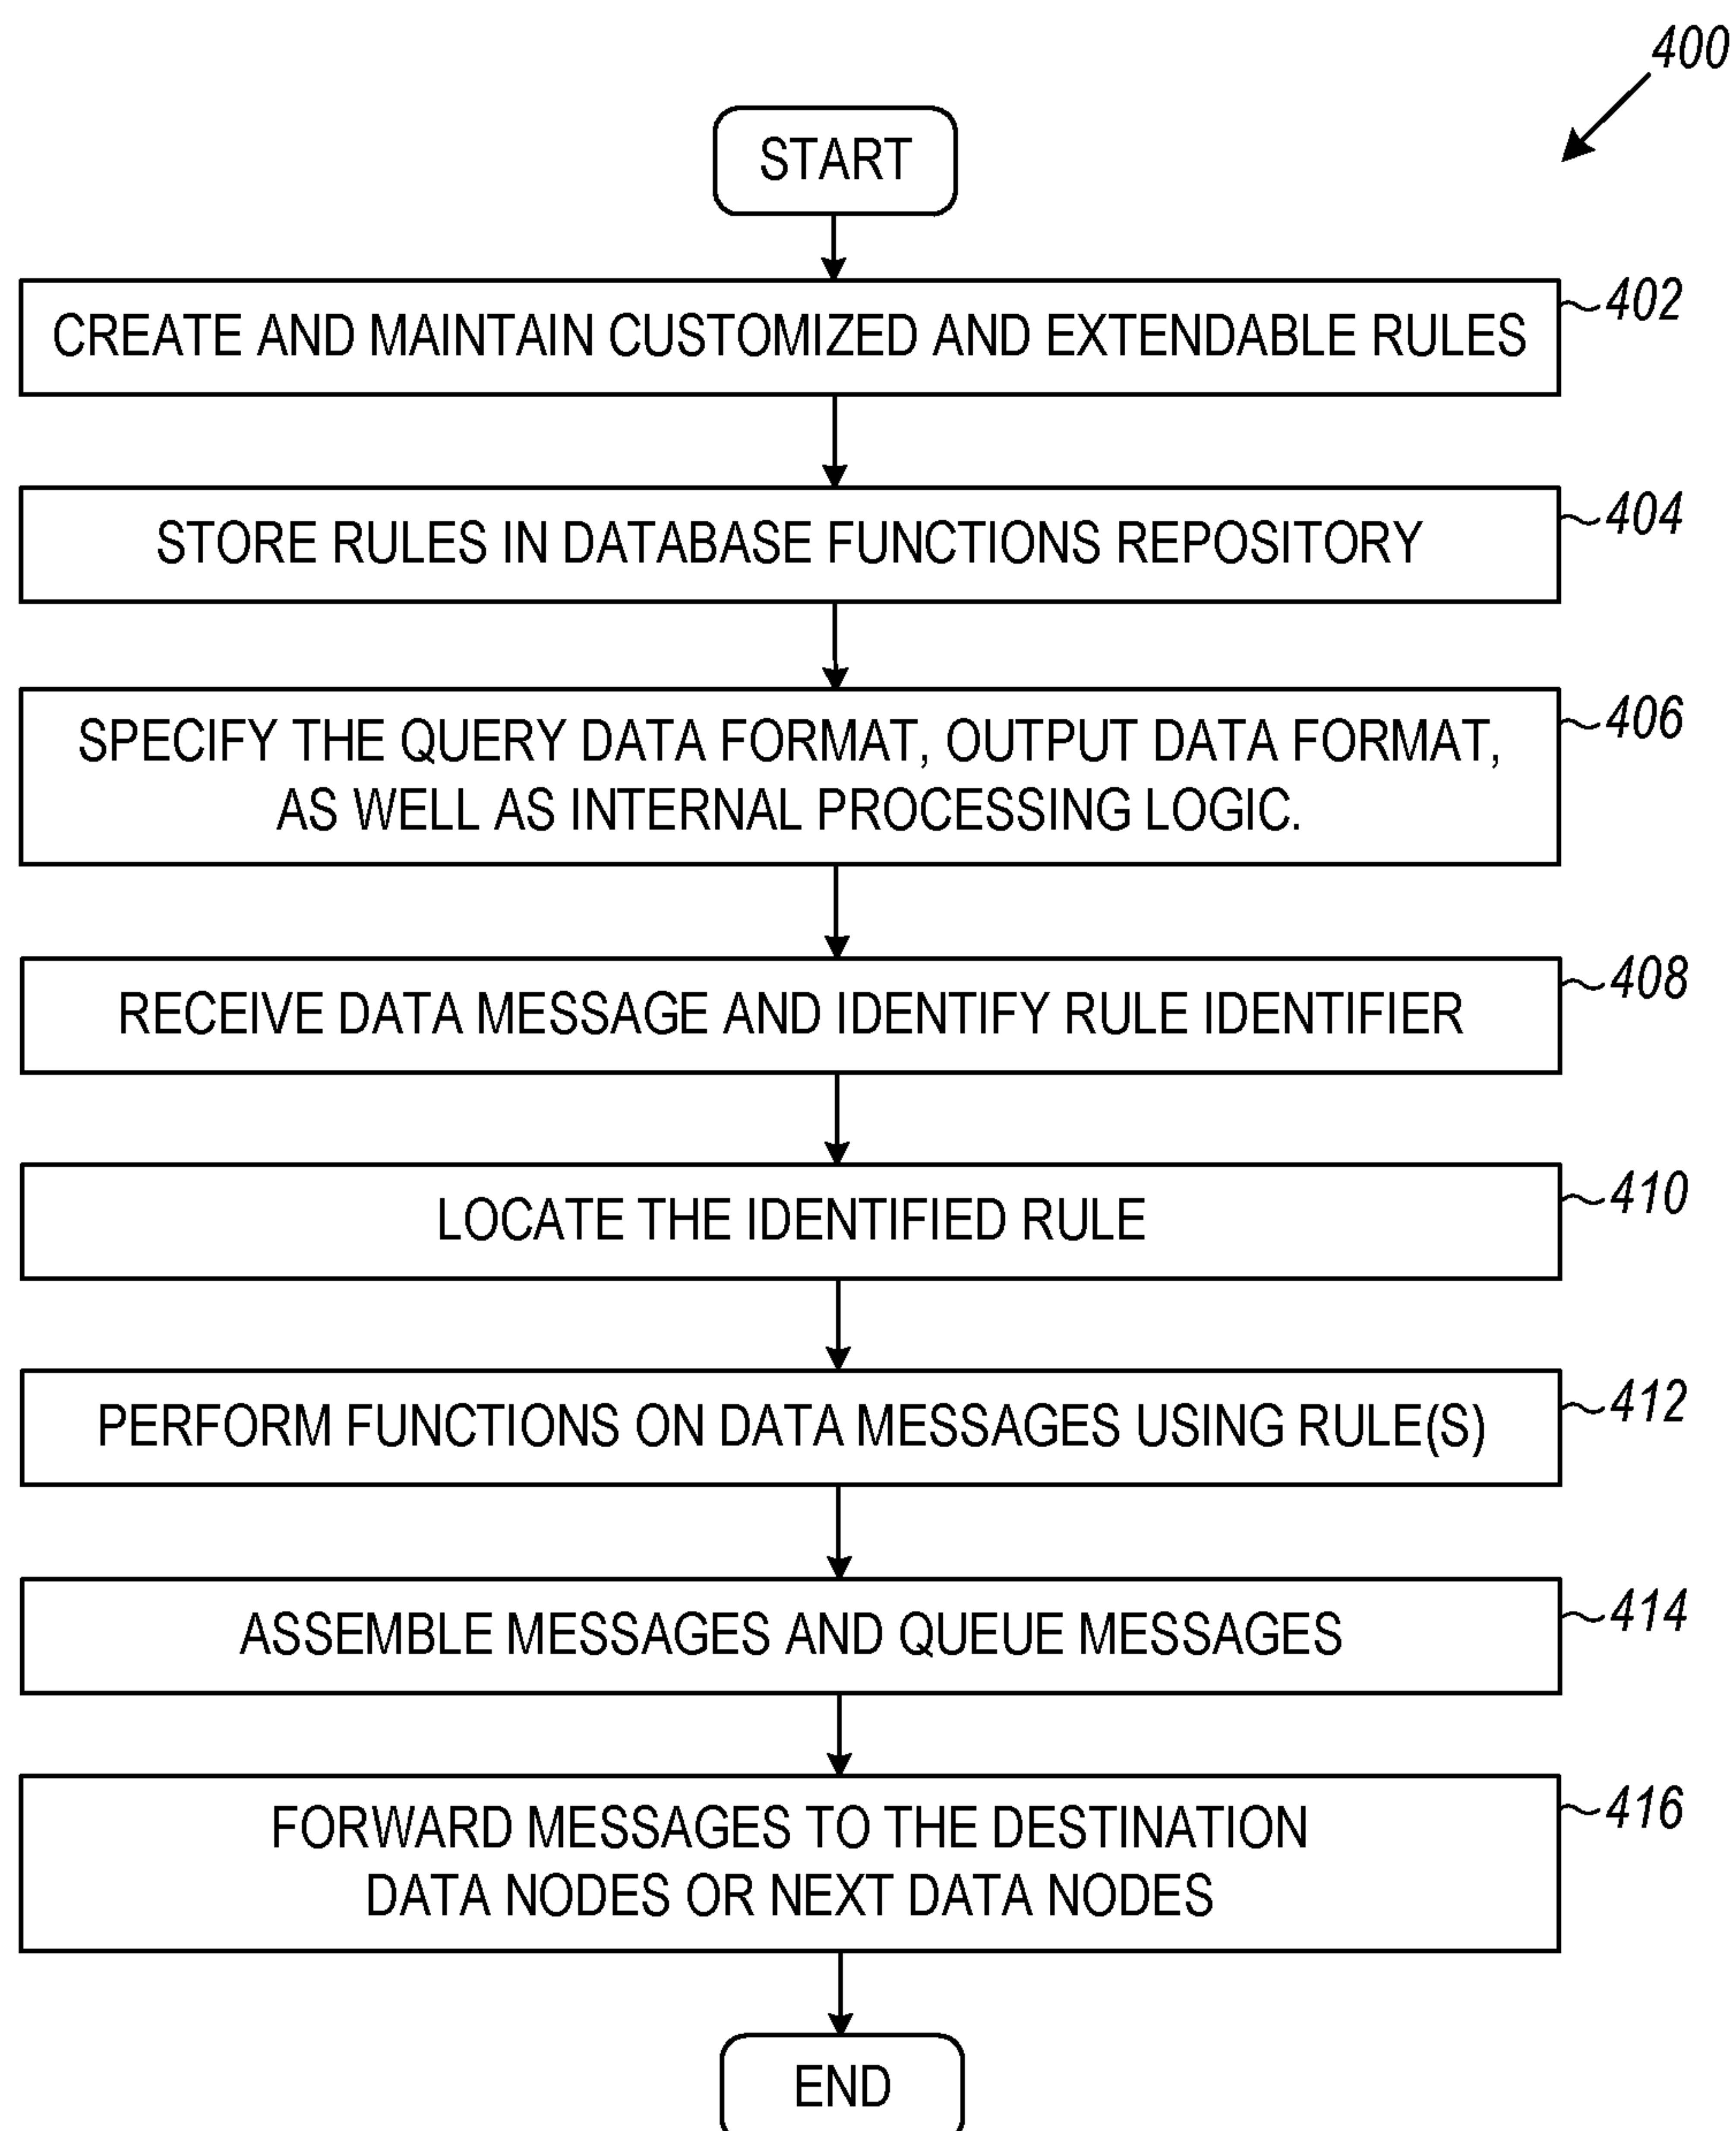 400
START
CREATE AND MAINTAIN CUSTOMIZED AND EXTENDABLE RULES
402
STORE RULES IN DATABASE FUNCTIONS REPOSITORY
404
SPECIFY THE QUERY DATA FORMAT, OUTPUT DATA FORMAT,
AS WELL AS INTERNAL PROCESSING LOGIC.
406
RECEIVE DATA MESSAGE AND IDENTIFY RULE IDENTIFIER
408
LOCATE THE IDENTIFIED RULE
410
PERFORM FUNCTIONS ON DATA MESSAGES USING RULE(S)
412
ASSEMBLE MESSAGES AND QUEUE MESSAGES
414
FORWARD MESSAGES TO THE DESTINATION
DATA NODES OR NEXT DATA NODES
416
END